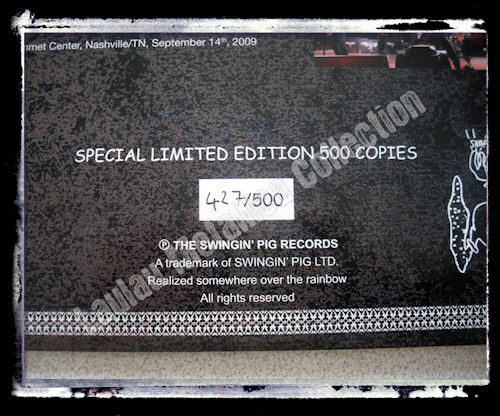 Center, Nashville/TN, September 14th, 2009
SPECIAL LIMITED EDITION 500 COPIES
427/500
℗ THE SWINGIN' PIG RECORDS
A trademark of SWINGIN' PIG LTD.
Realized somewhere over the rainbow
All rights reserved
Collection